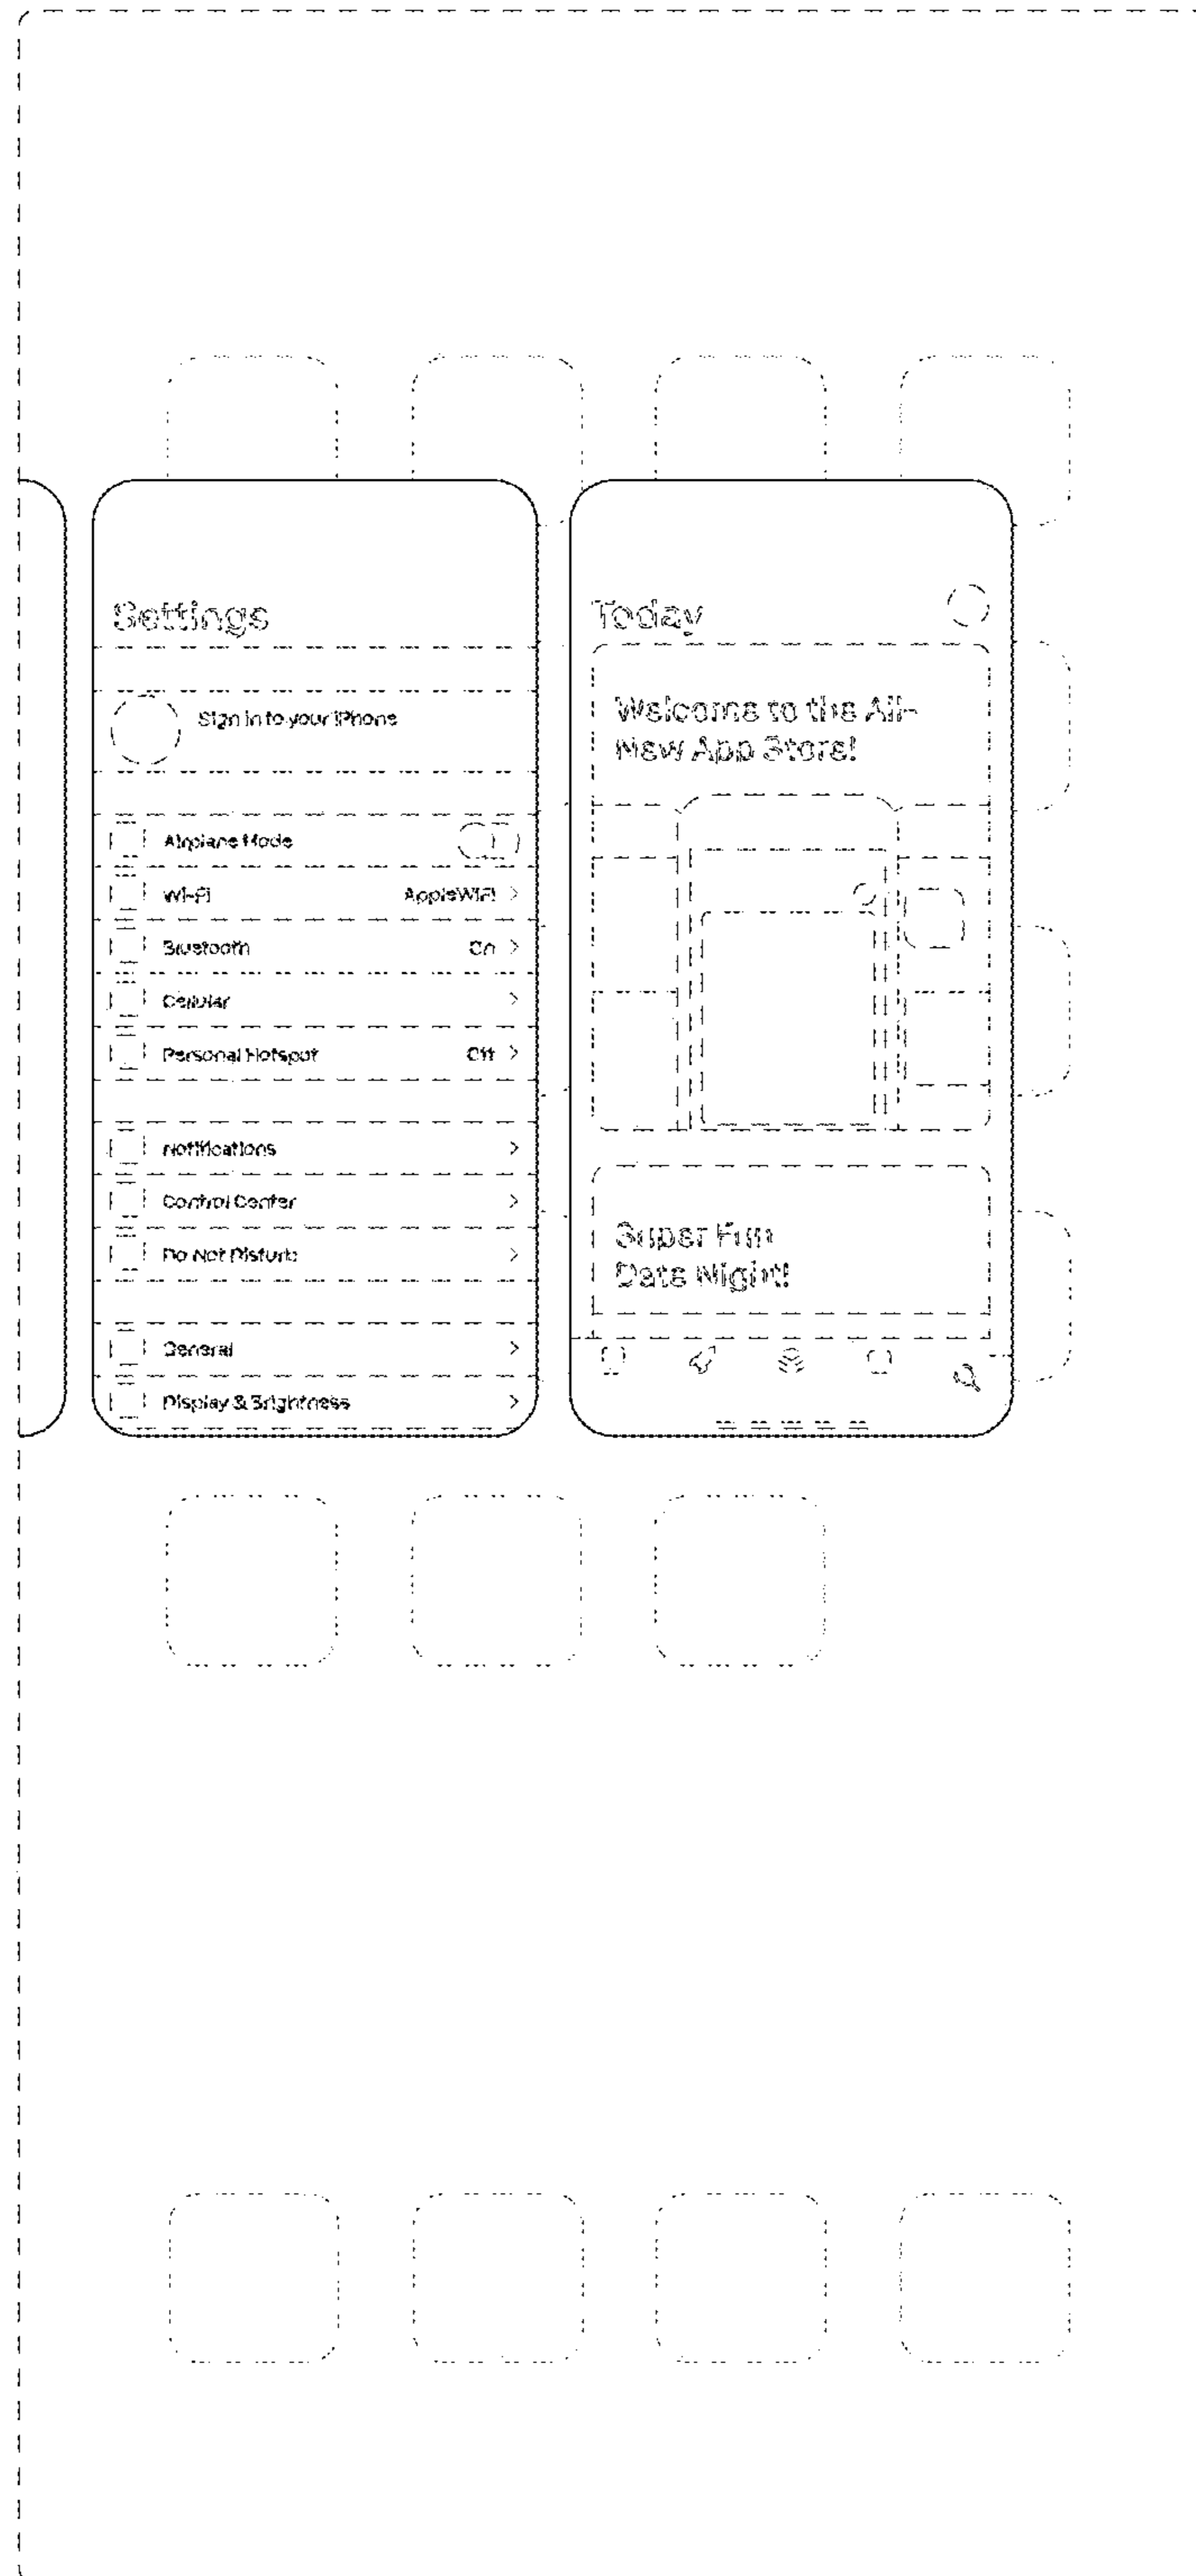 Settings
Sign in to your iPhone
Airplane Mode
Wi-Fi AppleWiFi
Bluetooth On
Cellular
Personal Hotspot Off
Notifications
Control Center
Do Not Disturb
General
Display & Brightness
Today
Welcome to the All-
New App Store!
Super Fun
Date Night!